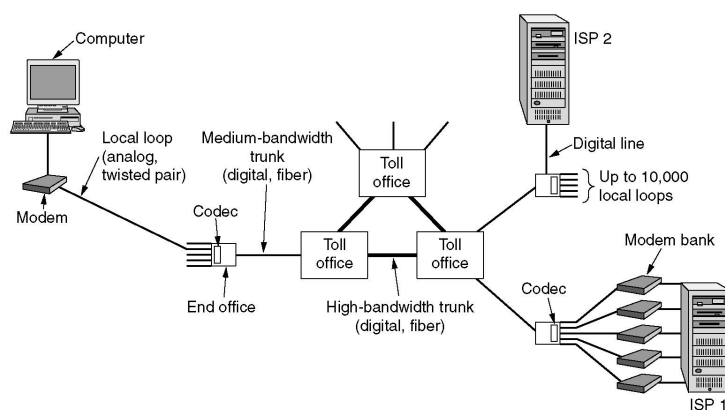 Computer
ISP 2
Local loop
(analog,
twisted pair)
Medium-bandwidth
trunk
(digital, fiber)
Digital line
Toll
office
Up to 10,000
local loops
Modem
Codec
Toll
office
Toll
office
Modem bank
End office
High-bandwidth trunk
(digital, fiber)
Codec
ISP 1